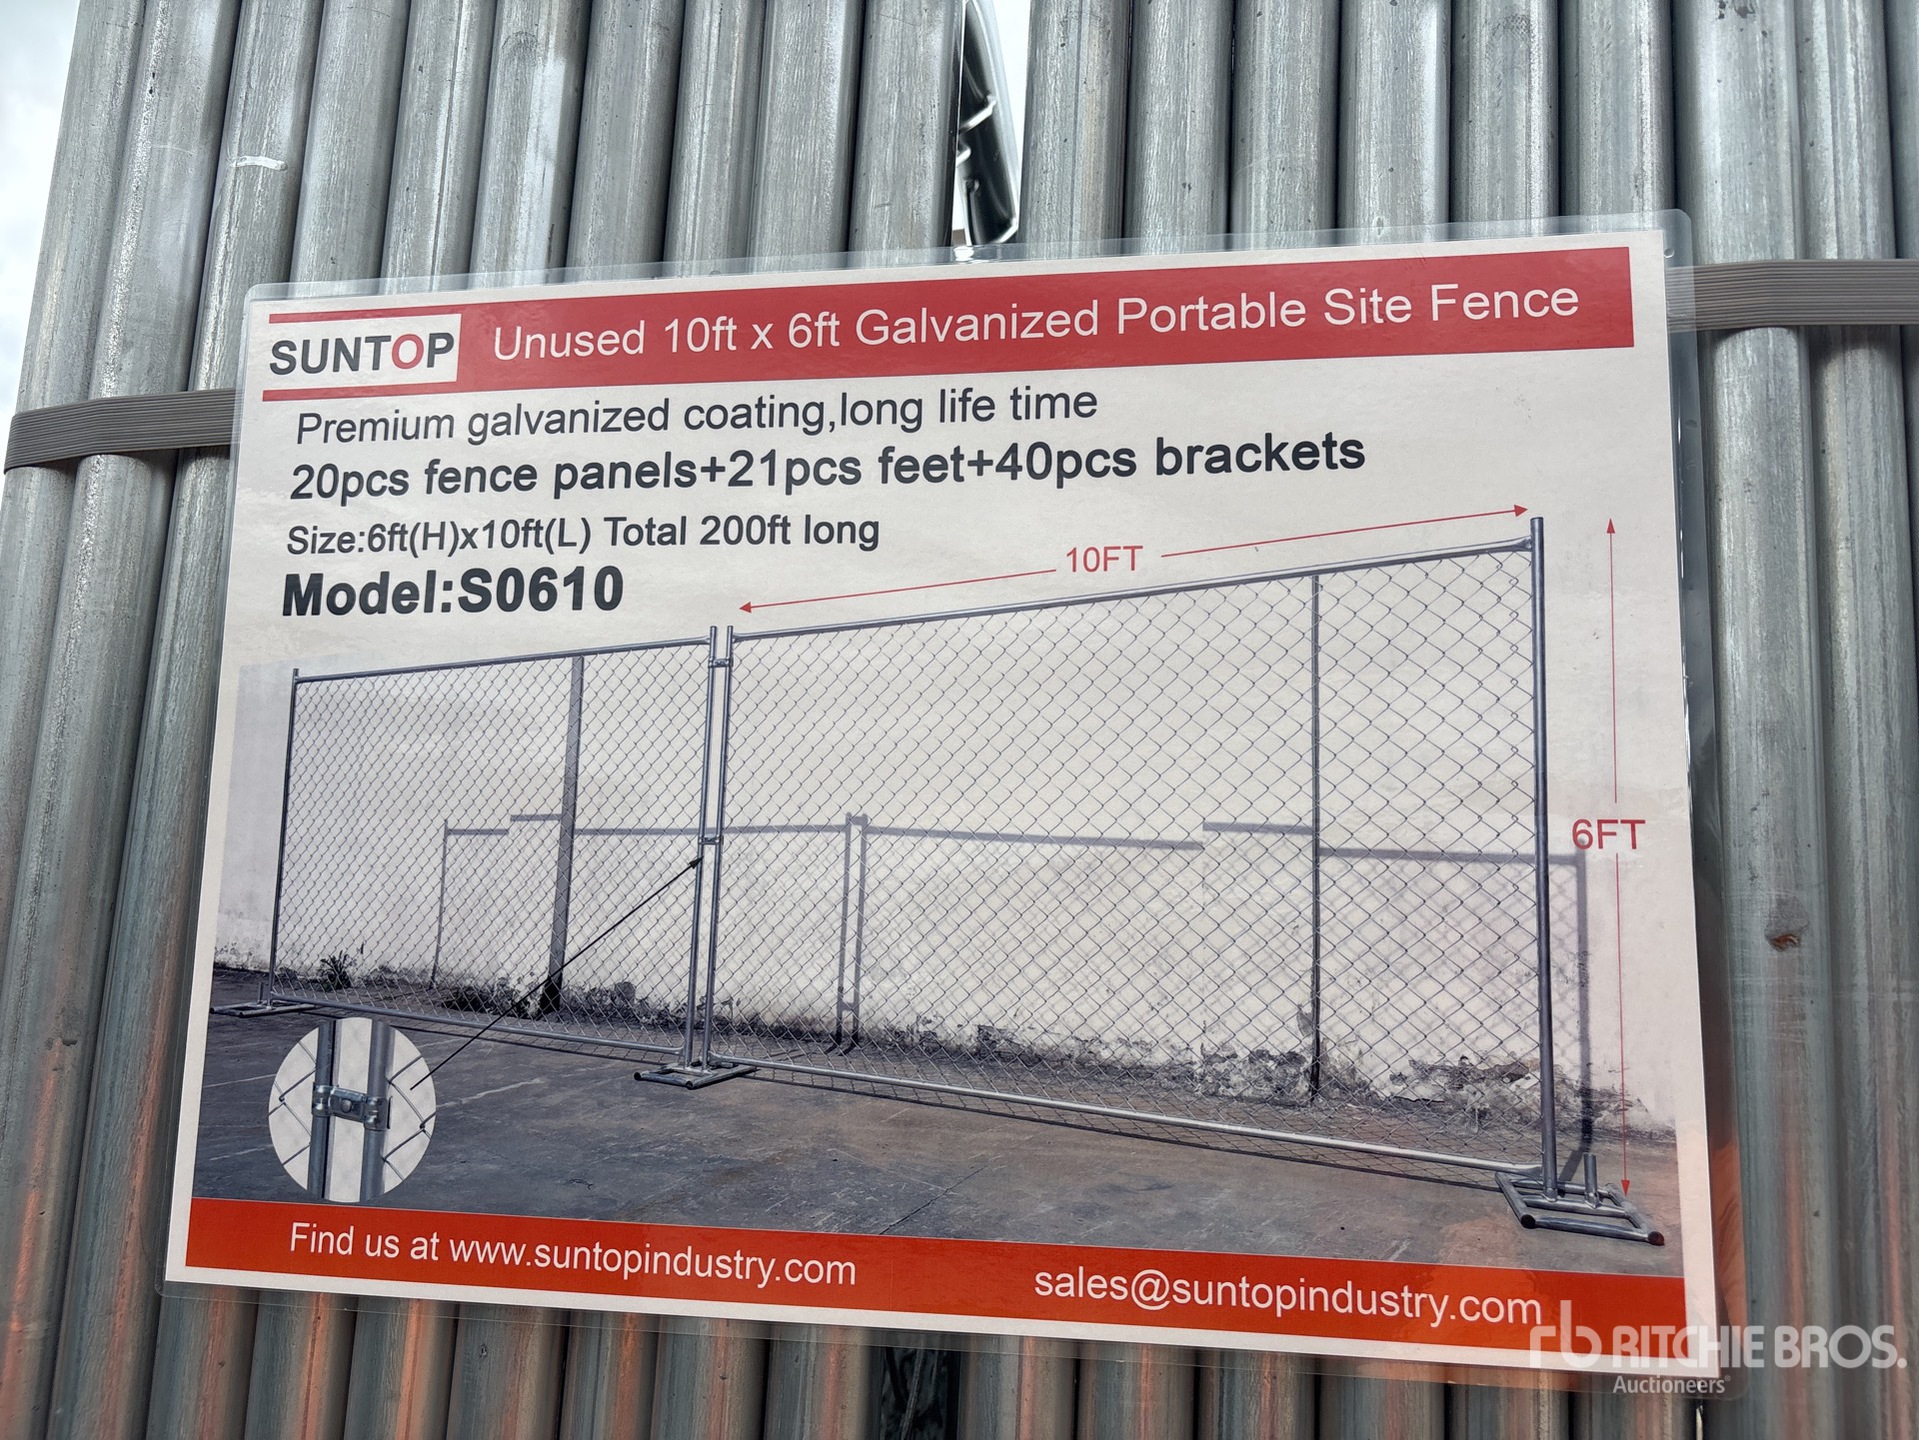 SUNTOP Unused 10ft x 6ft Galvanized Portable Site Fence
Premium galvanized coating,long life time
20pcs fence panels+21pcs feet+40pcs brackets
Size:6ft(H)x10ft(L) Total 200ft long
Model:S0610
10FT
6FT
Find us at www.suntopindustry.com
sales@suntopindustry.com
rb RITCHIE BROS.
Auctioneers®